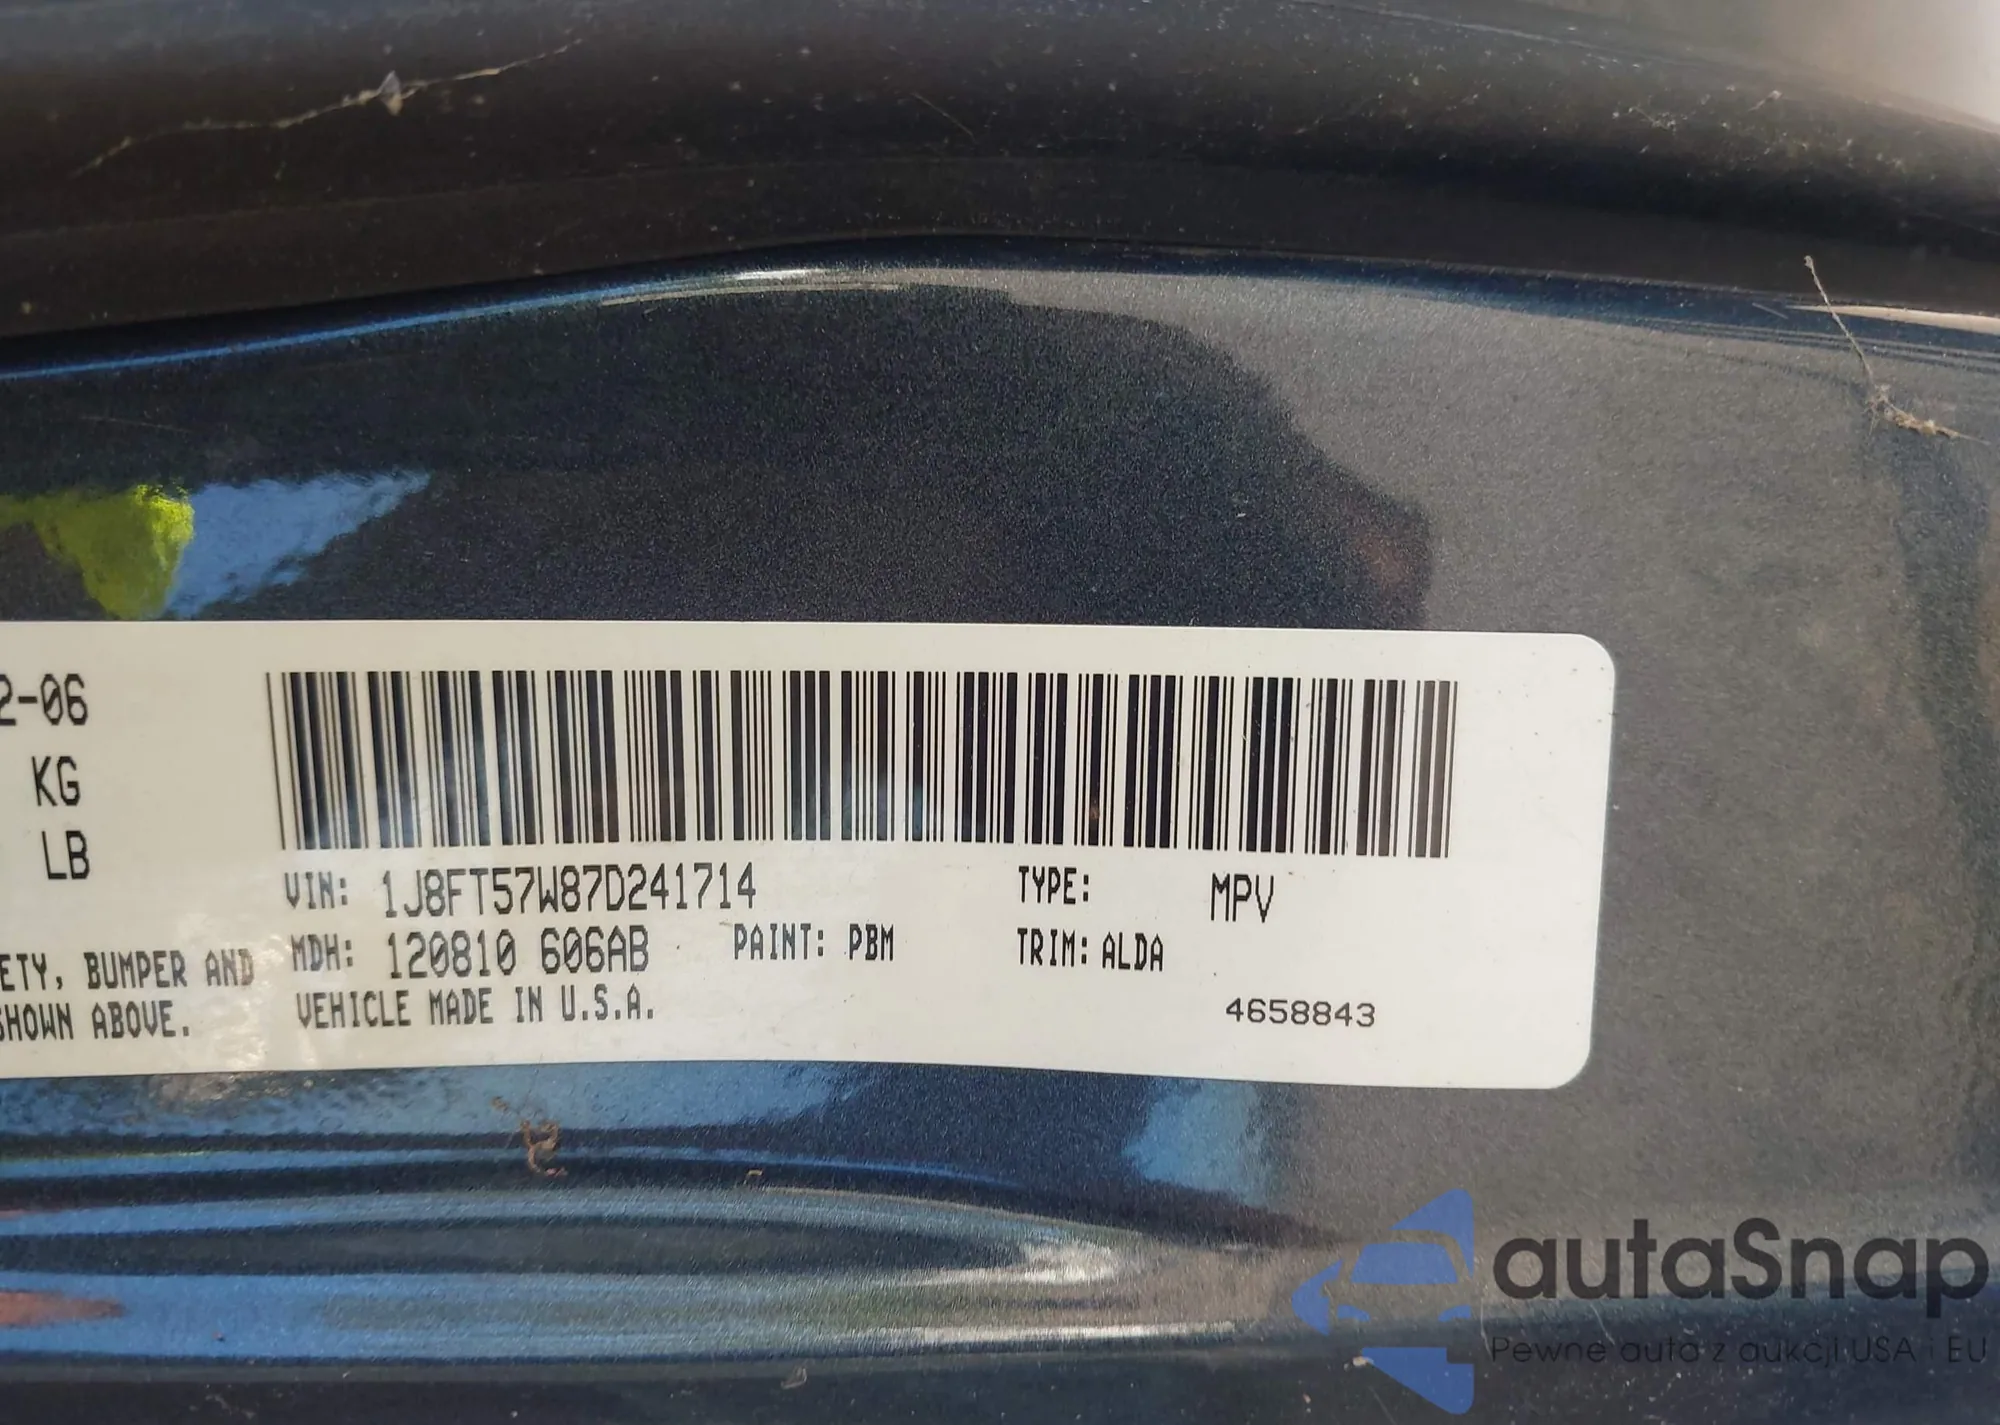 2-06
KG
LB
VIN: 1J8FT57W87D241714
TYPE: MPV
MDH: 120810 606AB
PAINT: PBM
TRIM: ALDA
ETY, BUMPER AND
SHOWN ABOVE.
VEHICLE MADE IN U.S.A.
4658843
autaSnap
Pewne auta z aukcji USA i EU